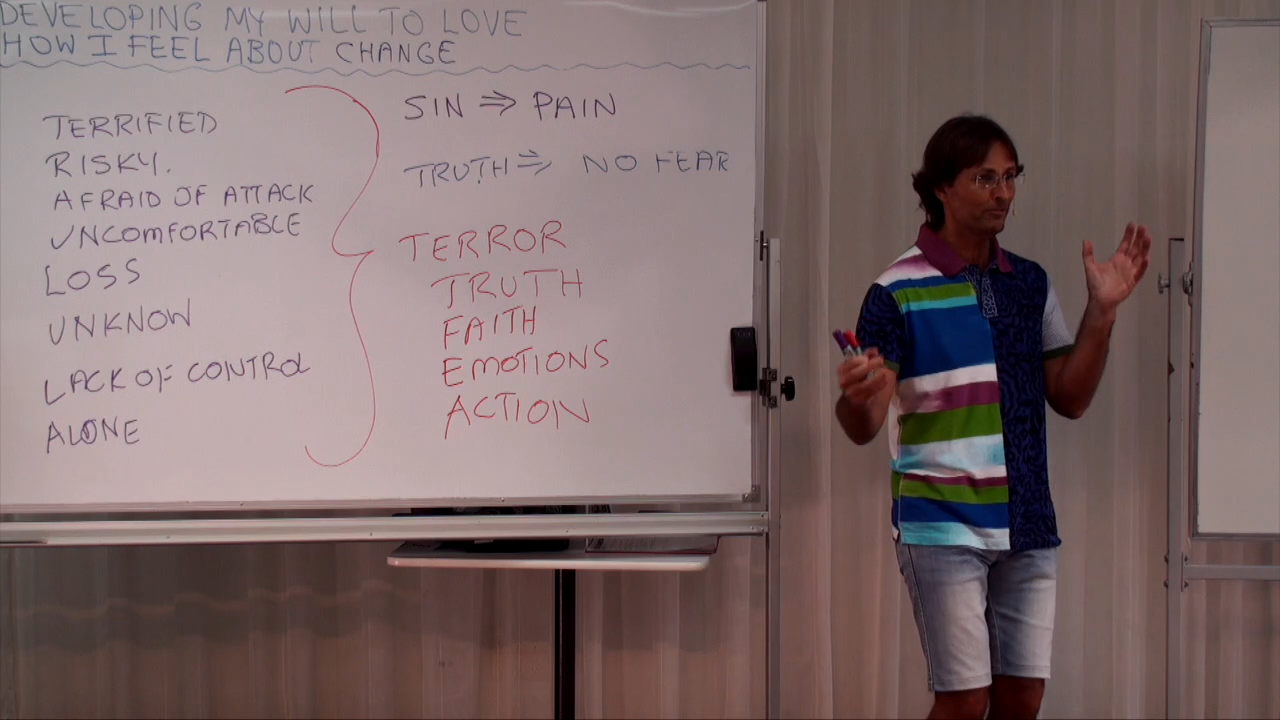 DEVELOPING MY WILL TO LOVE
HOW I FEEL ABOUT CHANGE
TERRIFIED
RISKY.
AFRAID OF ATTACK
UNCOMFORTABLE
LOSS
UNKNOW
LACK OF CONTROL
ALONE
SIN ⇒ PAIN
TRUTH ⇒ NO FEAR
TERROR
TRUTH
FAITH
EMOTIONS
ACTION